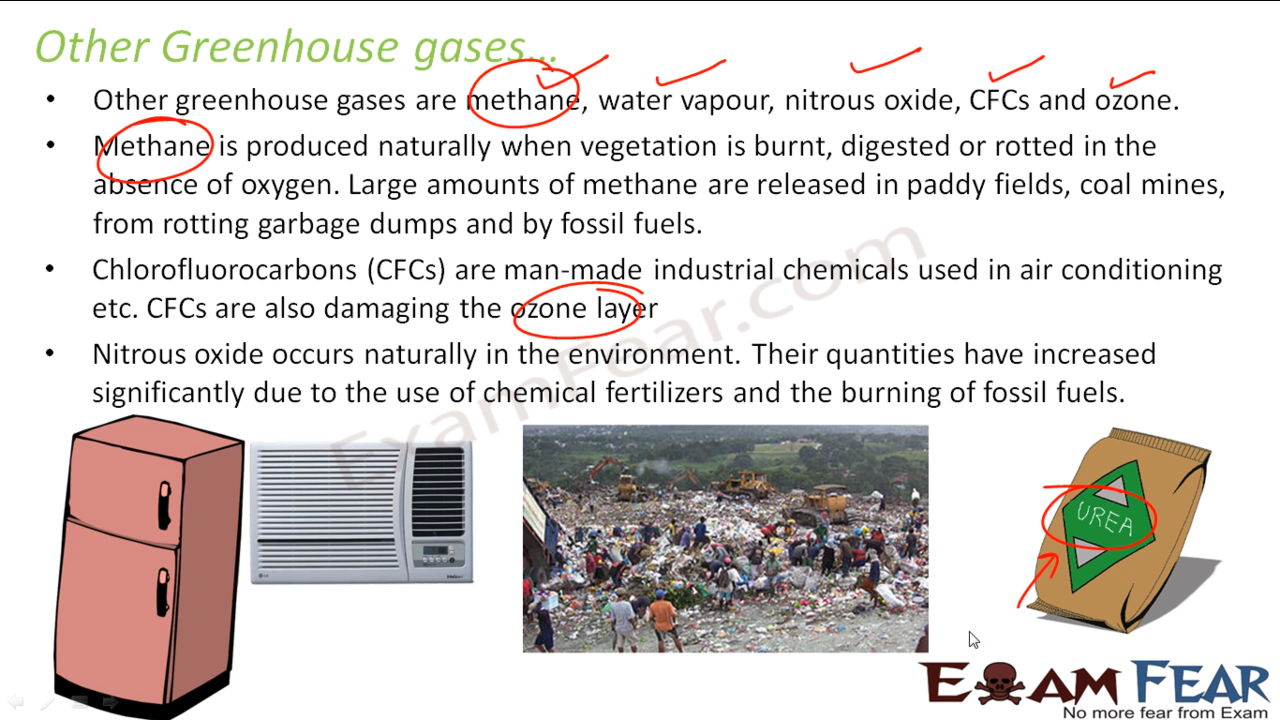 Other Greenhouse gases...
• Other greenhouse gases are methane, water vapour, nitrous oxide, CFCs and ozone.
• Methane is produced naturally when vegetation is burnt, digested or rotted in the
absence of oxygen. Large amounts of methane are released in paddy fields, coal mines,
from rotting garbage dumps and by fossil fuels.
• Chlorofluorocarbons (CFCs) are man-made industrial chemicals used in air conditioning
etc. CFCs are also damaging the ozone layer
• Nitrous oxide occurs naturally in the environment. Their quantities have increased
significantly due to the use of chemical fertilizers and the burning of fossil fuels.
ExamFear.com
LG
UREA
EXAM FEAR
No more fear from Exam